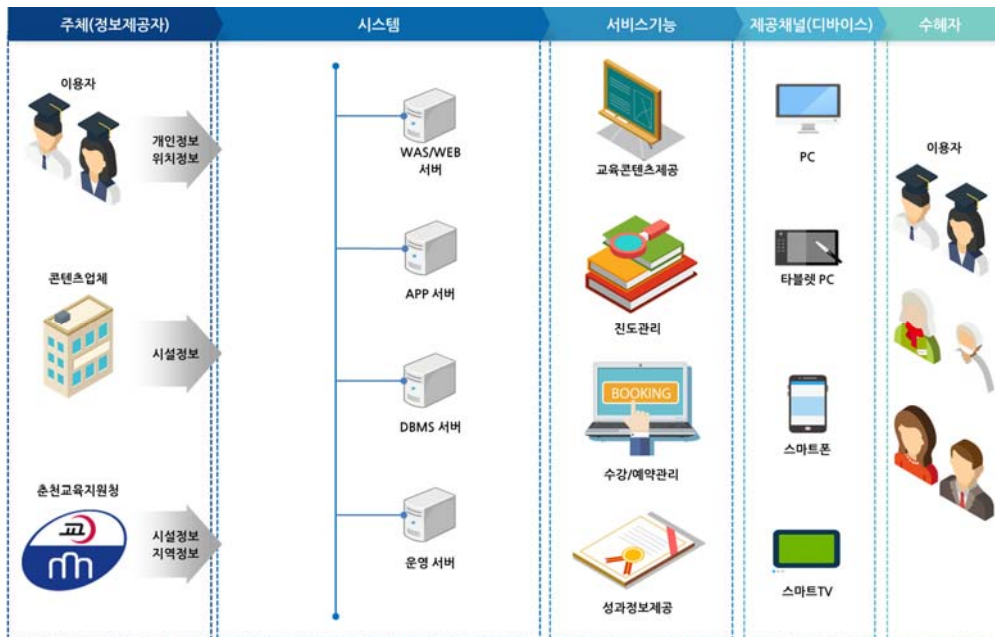 주체(정보제공자)
시스템
서비스기능
제공채널(디바이스)
수혜자
이용자
개인정보
위치정보
콘텐츠업체
시설정보
춘천교육지원청
시설정보
지역정보
WAS/WEB
서버
APP 서버
DBMS 서버
운영 서버
교육콘텐츠제공
진도관리
BOOKING
수강/예약관리
성과정보제공
PC
타블렛 PC
스마트폰
스마트TV
이용자